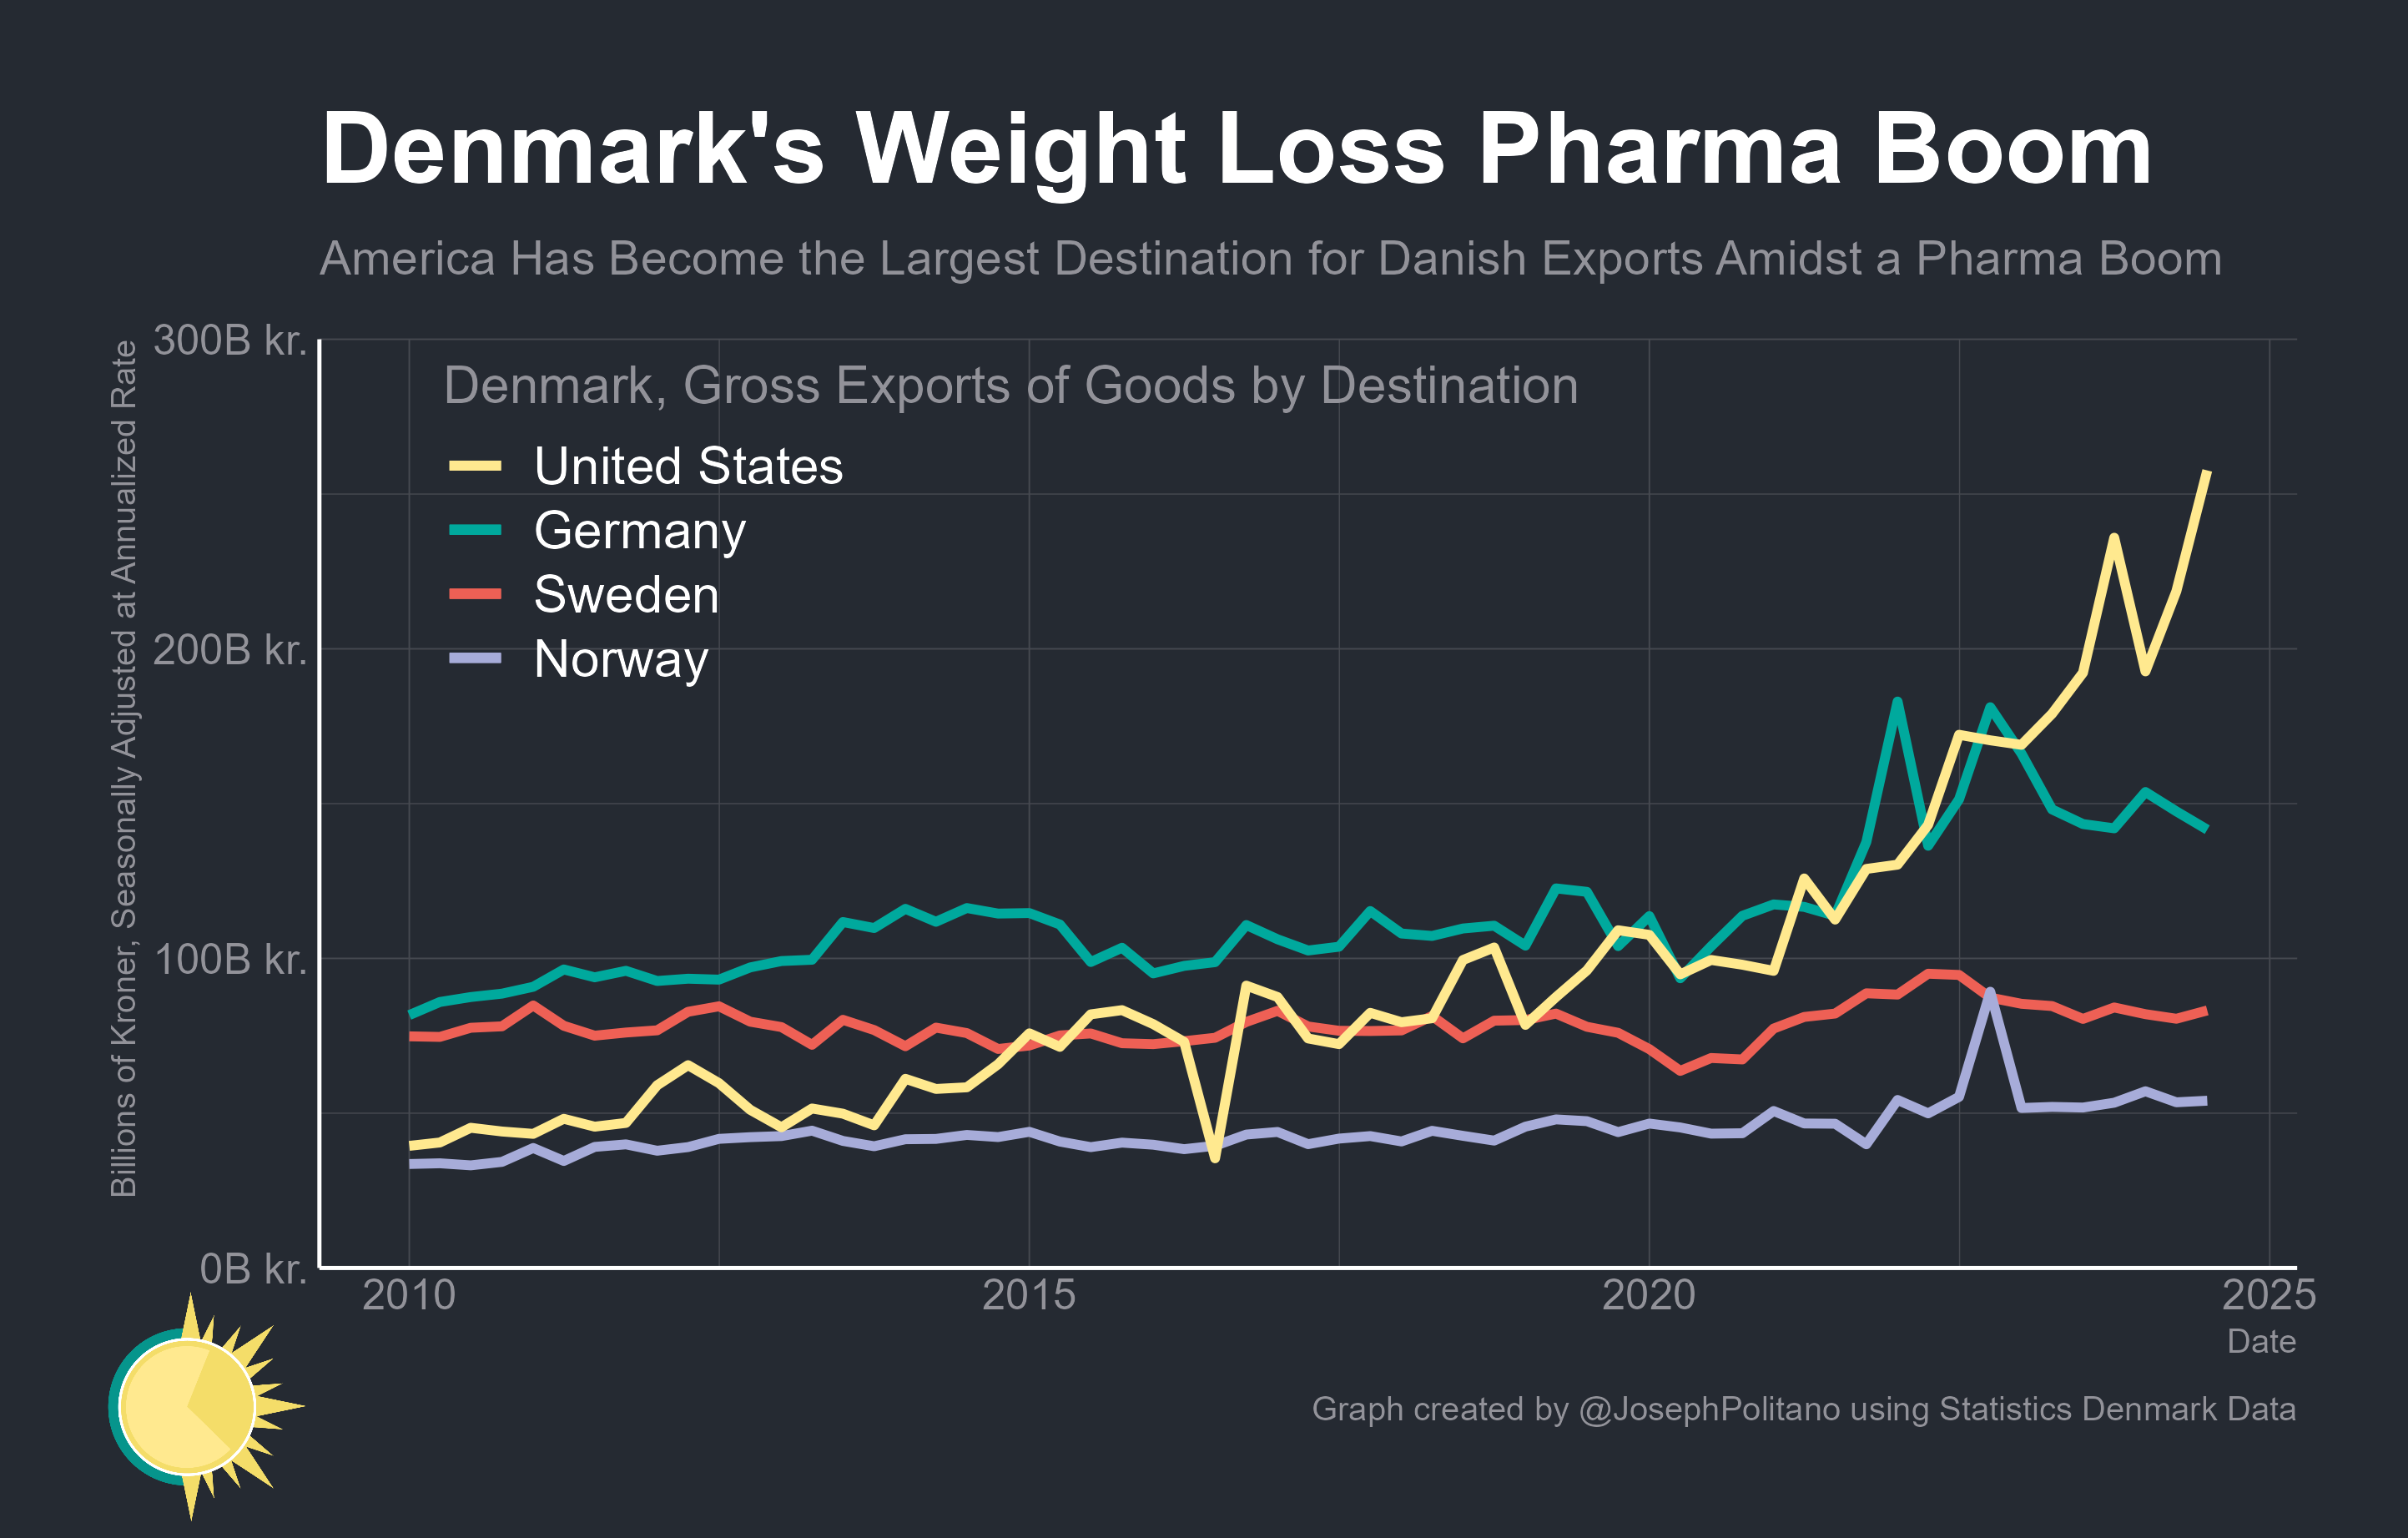 Denmark's Weight Loss Pharma Boom
America Has Become the Largest Destination for Danish Exports Amidst a Pharma Boom
Billions of Kroner, Seasonally Adjusted at Annualized Rate
300B kr.
200B kr.
100B kr.
0B kr.
Denmark, Gross Exports of Goods by Destination
United States
Germany
Sweden
Norway
2010
2015
2020
2025
Date
Graph created by @JosephPolitano using Statistics Denmark Data